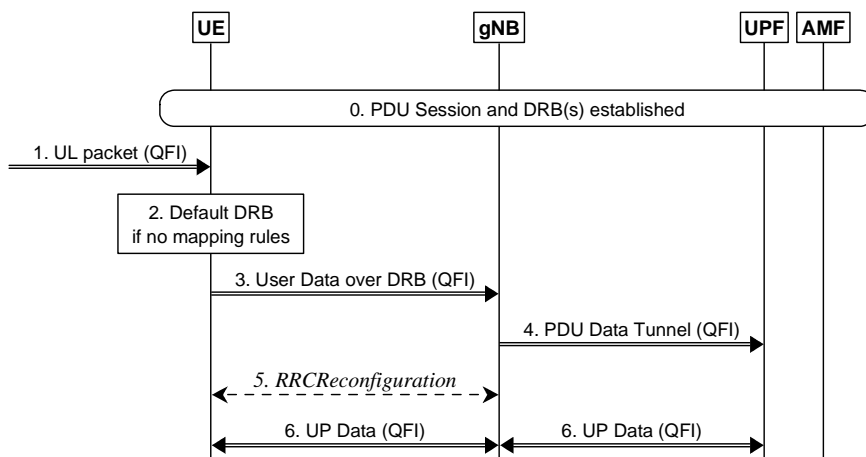 UE
gNB
UPF
AMF
0. PDU Session and DRB(s) established
1. UL packet (QFI)
2. Default DRB
if no mapping rules
3. User Data over DRB (QFI)
4. PDU Data Tunnel (QFI)
5. RRCReconfiguration
6. UP Data (QFI)
6. UP Data (QFI)